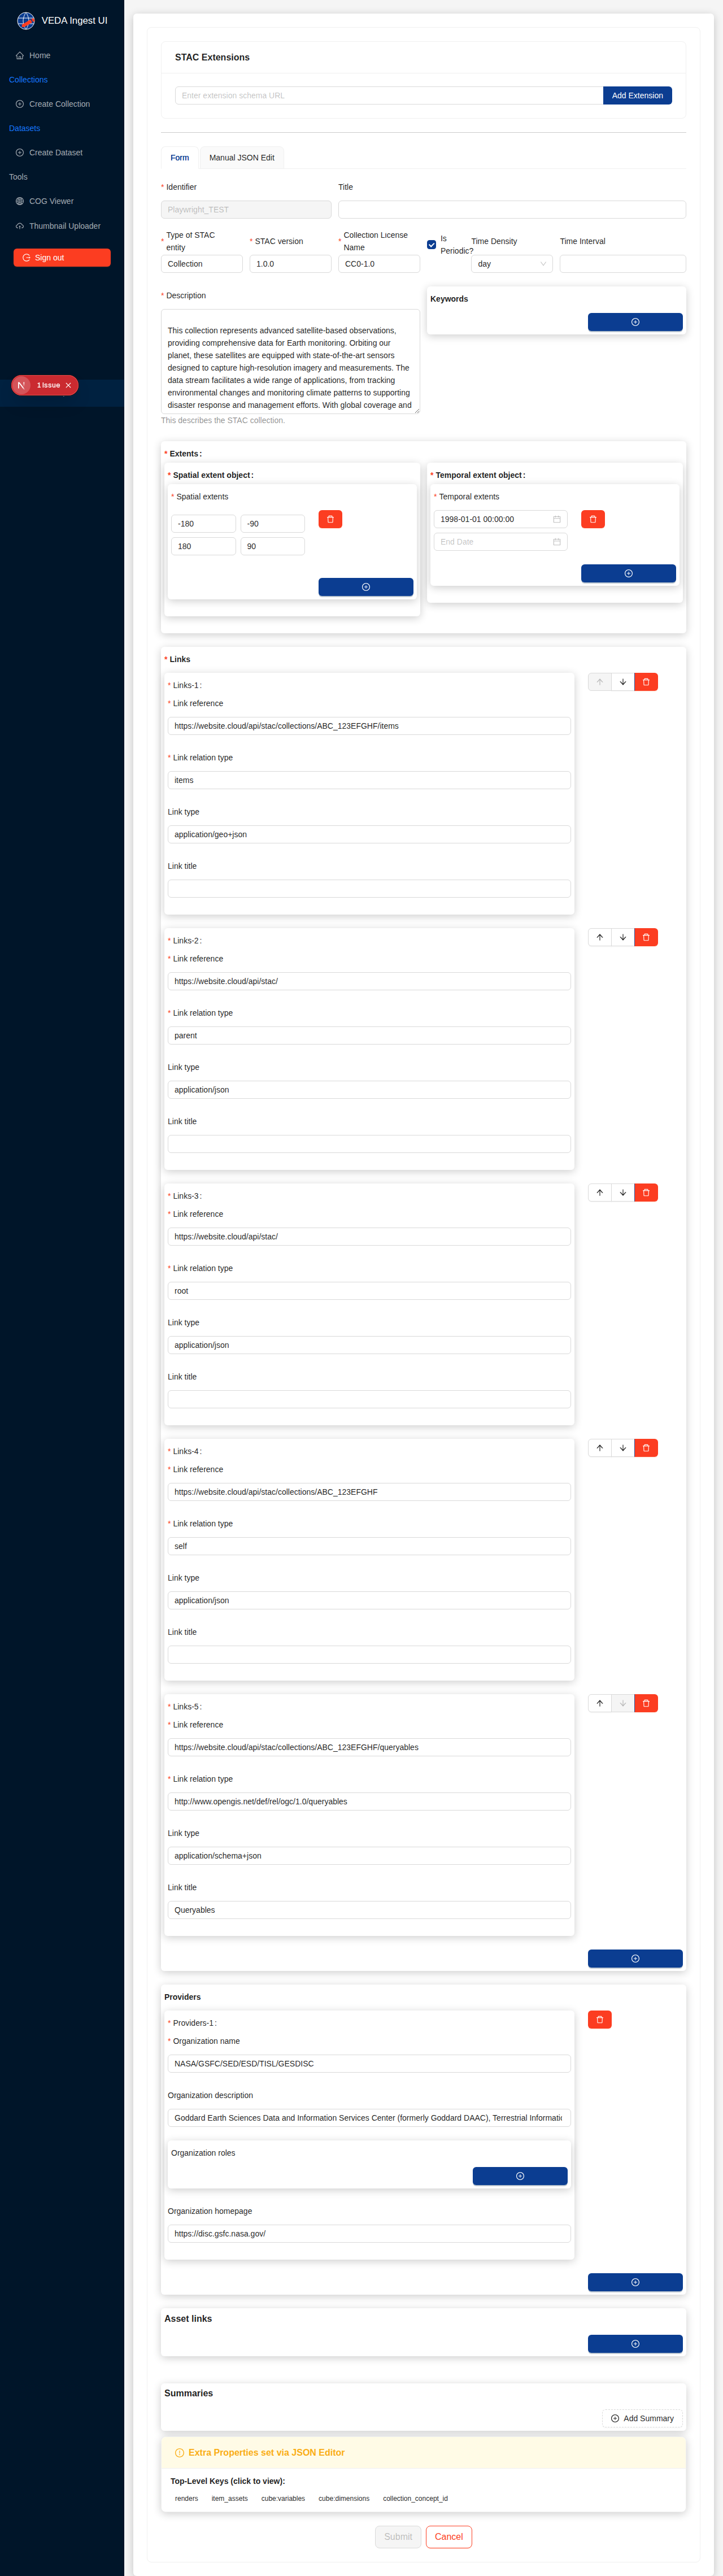 VEDA Ingest UI
Home
Collections
Create Collection
Datasets
Create Dataset
Tools
COG Viewer
Thumbnail Uploader
Sign out
1 Issue
STAC Extensions
Enter extension schema URL
Add Extension
Form
Manual JSON Edit
* Identifier
Title
Playwright_TEST
* Type of STAC entity
* STAC version
* Collection License Name
Is Periodic?
Time Density
Time Interval
Collection
1.0.0
CC0-1.0
day
* Description
Keywords
This collection represents advanced satellite-based observations,
providing comprehensive data for Earth monitoring. Orbiting our
planet, these satellites are equipped with state-of-the-art sensors
designed to capture high-resolution imagery and measurements. The
data stream facilitates a wide range of applications, from tracking
environmental changes and monitoring climate patterns to supporting
disaster response and management efforts. With global coverage and
This describes the STAC collection.
* Extents:
* Spatial extent object:
* Spatial extents
-180
-90
180
90
* Temporal extent object:
* Temporal extents
1998-01-01 00:00:00
End Date
* Links
* Links-1:
* Link reference
https://website.cloud/api/stac/collections/ABC_123EFGHF/items
* Link relation type
items
Link type
application/geo+json
Link title
* Links-2:
* Link reference
https://website.cloud/api/stac/
* Link relation type
parent
Link type
application/json
Link title
* Links-3:
* Link reference
https://website.cloud/api/stac/
* Link relation type
root
Link type
application/json
Link title
* Links-4:
* Link reference
https://website.cloud/api/stac/collections/ABC_123EFGHF
* Link relation type
self
Link type
application/json
Link title
* Links-5:
* Link reference
https://website.cloud/api/stac/collections/ABC_123EFGHF/queryables
* Link relation type
http://www.opengis.net/def/rel/ogc/1.0/queryables
Link type
application/schema+json
Link title
Queryables
Providers
* Providers-1:
* Organization name
NASA/GSFC/SED/ESD/TISL/GESDISC
Organization description
Goddard Earth Sciences Data and Information Services Center (formerly Goddard DAAC), Terrestrial Informatic
Organization roles
Organization homepage
https://disc.gsfc.nasa.gov/
Asset links
Summaries
Add Summary
Extra Properties set via JSON Editor
Top-Level Keys (click to view):
renders
item_assets
cube:variables
cube:dimensions
collection_concept_id
Submit
Cancel